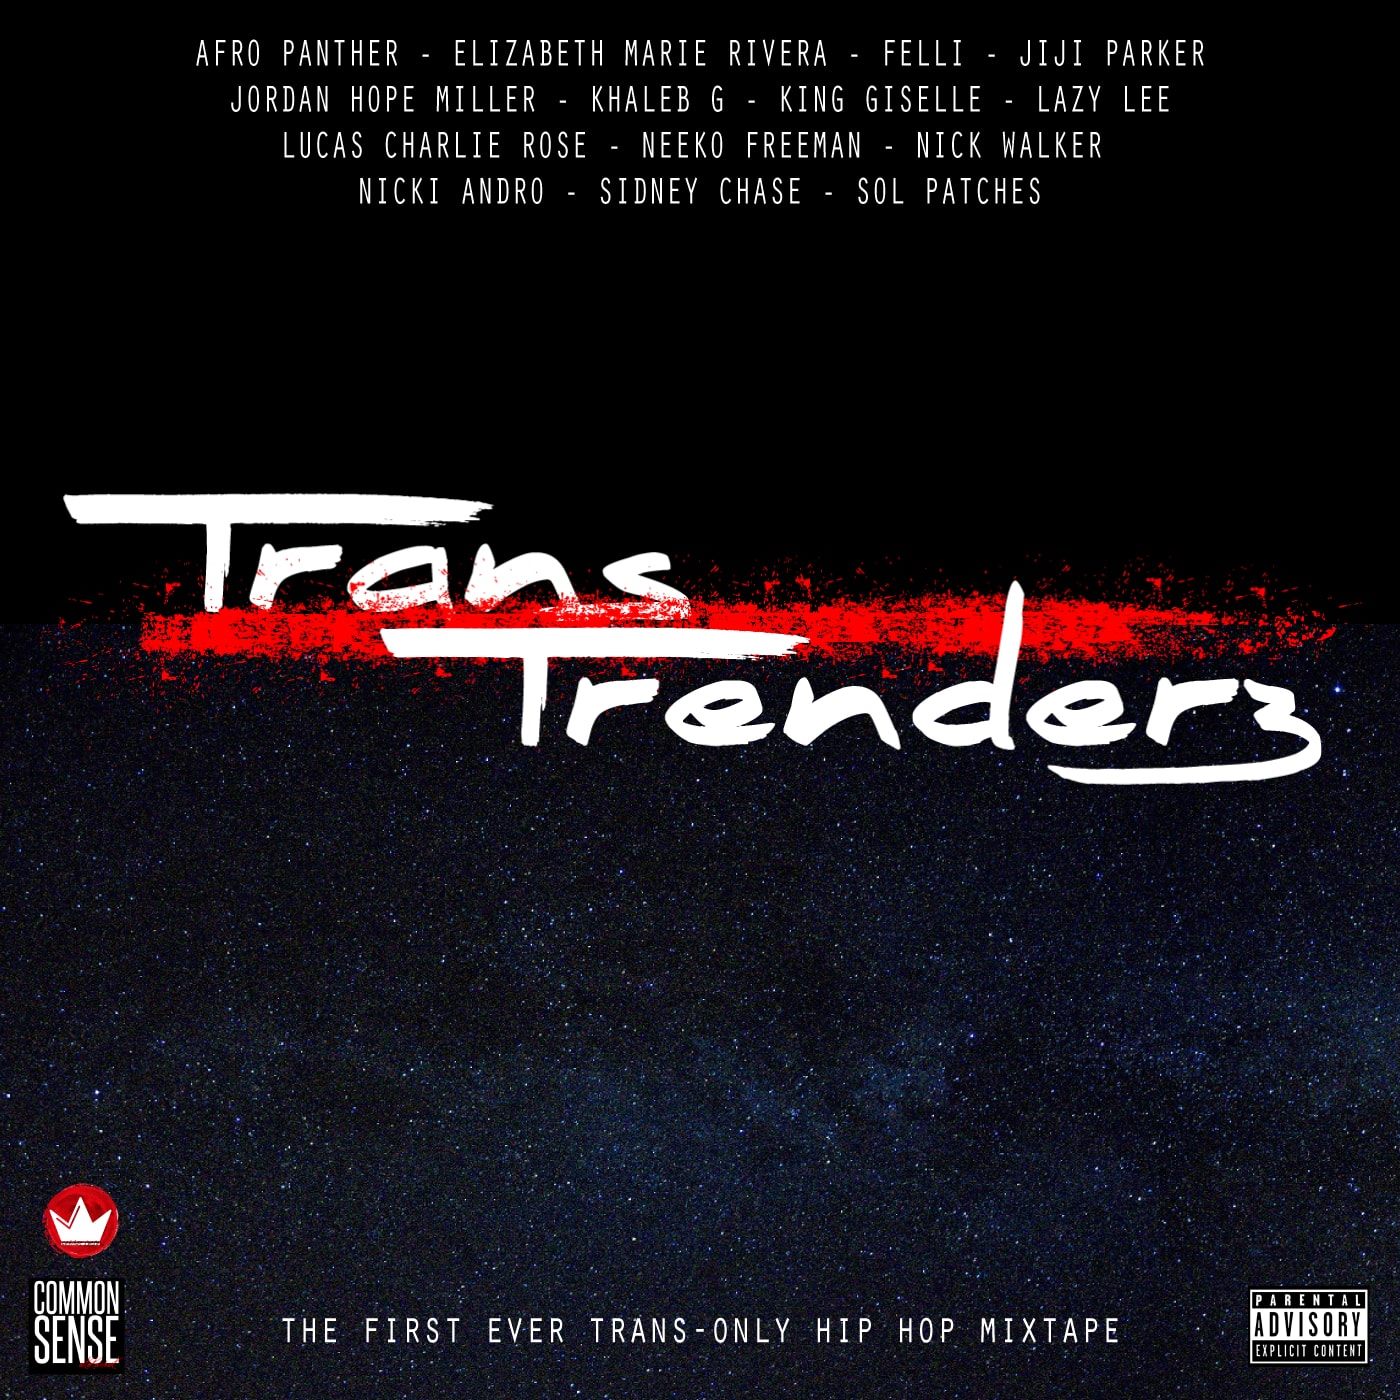 AFRO PANTHER - ELIZABETH MARIE RIVERA - FELLI - JIJI PARKER
JORDAN HOPE MILLER - KHALEB G - KING GISELLE - LAZY LEE
LUCAS CHARLIE ROSE - NEEKO FREEMAN - NICK WALKER
NICKI ANDRO - SIDNEY CHASE - SOL PATCHES
Trans
Trenderz
COMMON
SENSE
THE FIRST EVER TRANS-ONLY HIP HOP MIXTAPE
PARENTAL
ADVISORY
EXPLICIT CONTENT